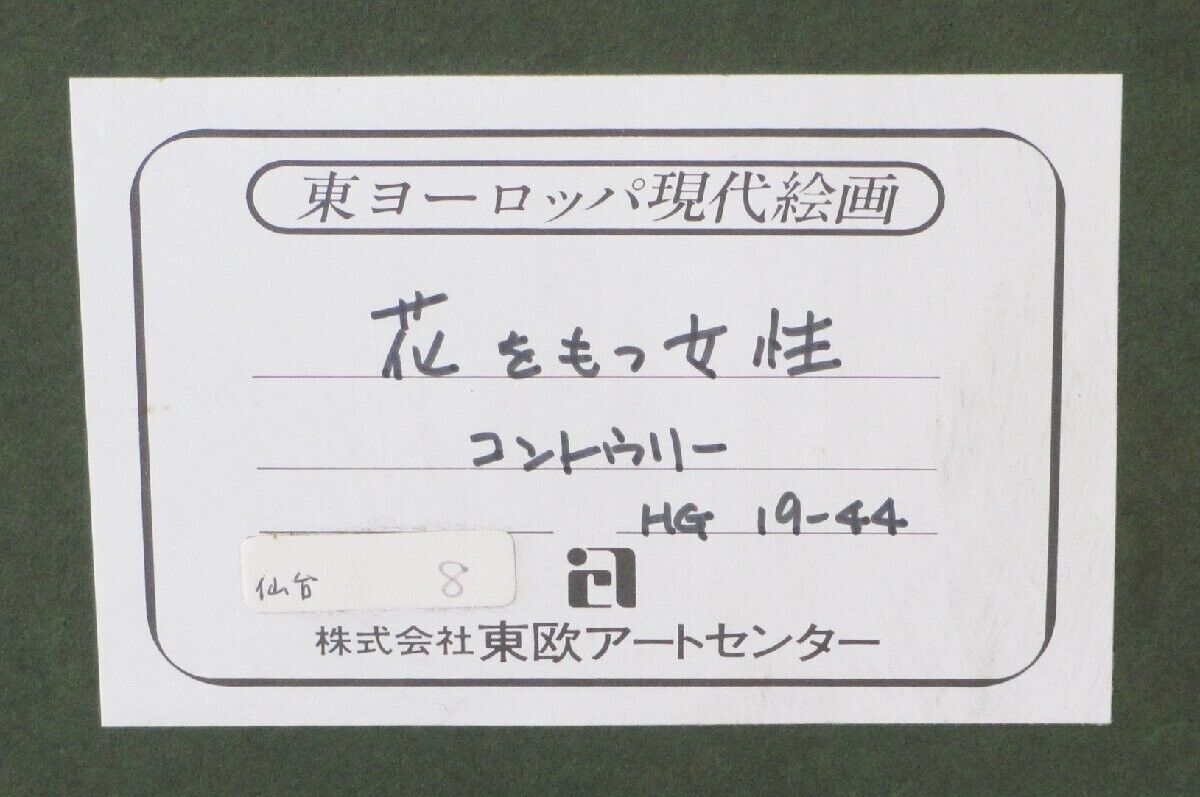 東ヨーロッパ現代絵画
花をもつ女性
コントゥリー
HG 19-44
仙台 8
株式会社 東欧アートセンター